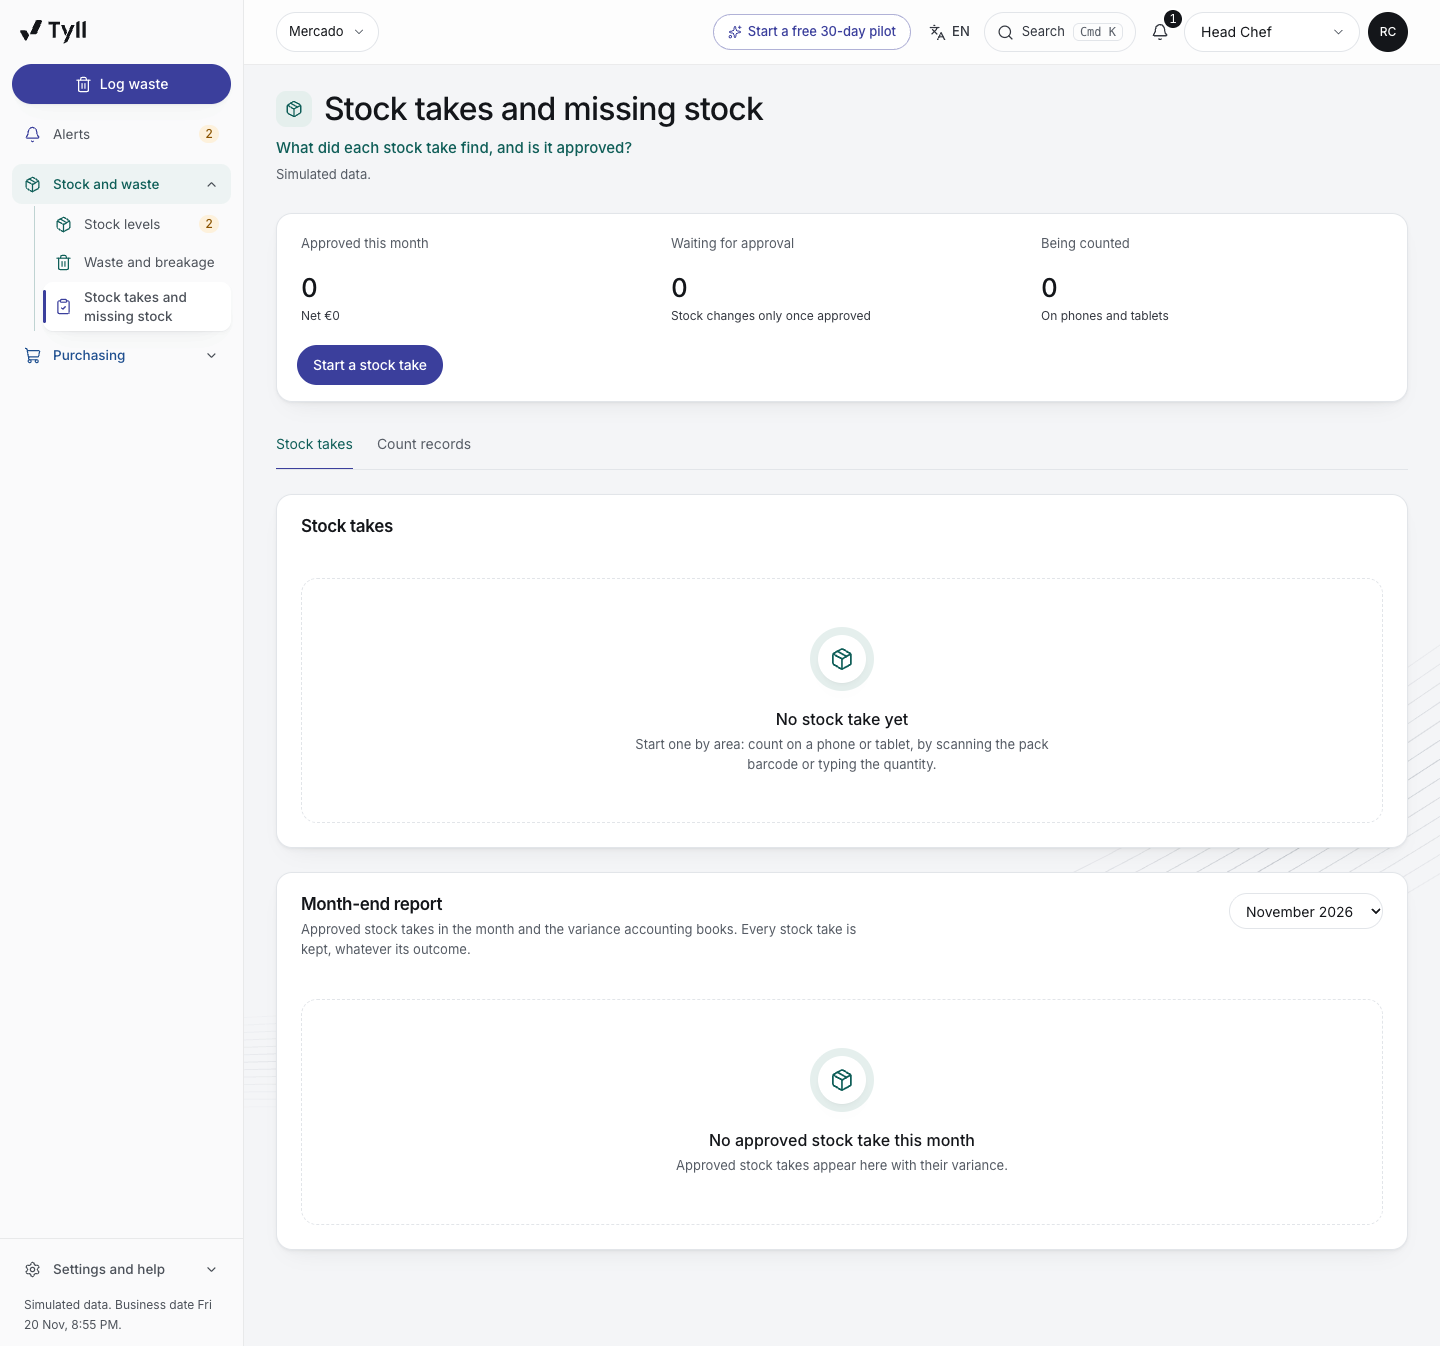 Tyll
Mercado
Start a free 30-day pilot
EN
Search
Cmd K
1
Head Chef
RC
Log waste
Alerts
2
Stock and waste
Stock levels
2
Waste and breakage
Stock takes and
missing stock
Purchasing
Stock takes and missing stock
What did each stock take find, and is it approved?
Simulated data.
Approved this month
0
Net €0
Waiting for approval
0
Stock changes only once approved
Being counted
0
On phones and tablets
Start a stock take
Stock takes
Count records
Stock takes
No stock take yet
Start one by area: count on a phone or tablet, by scanning the pack
barcode or typing the quantity.
Month-end report
Approved stock takes in the month and the variance accounting books. Every stock take is
kept, whatever its outcome.
November 2026
No approved stock take this month
Approved stock takes appear here with their variance.
Settings and help
Simulated data. Business date Fri
20 Nov, 8:55 PM.